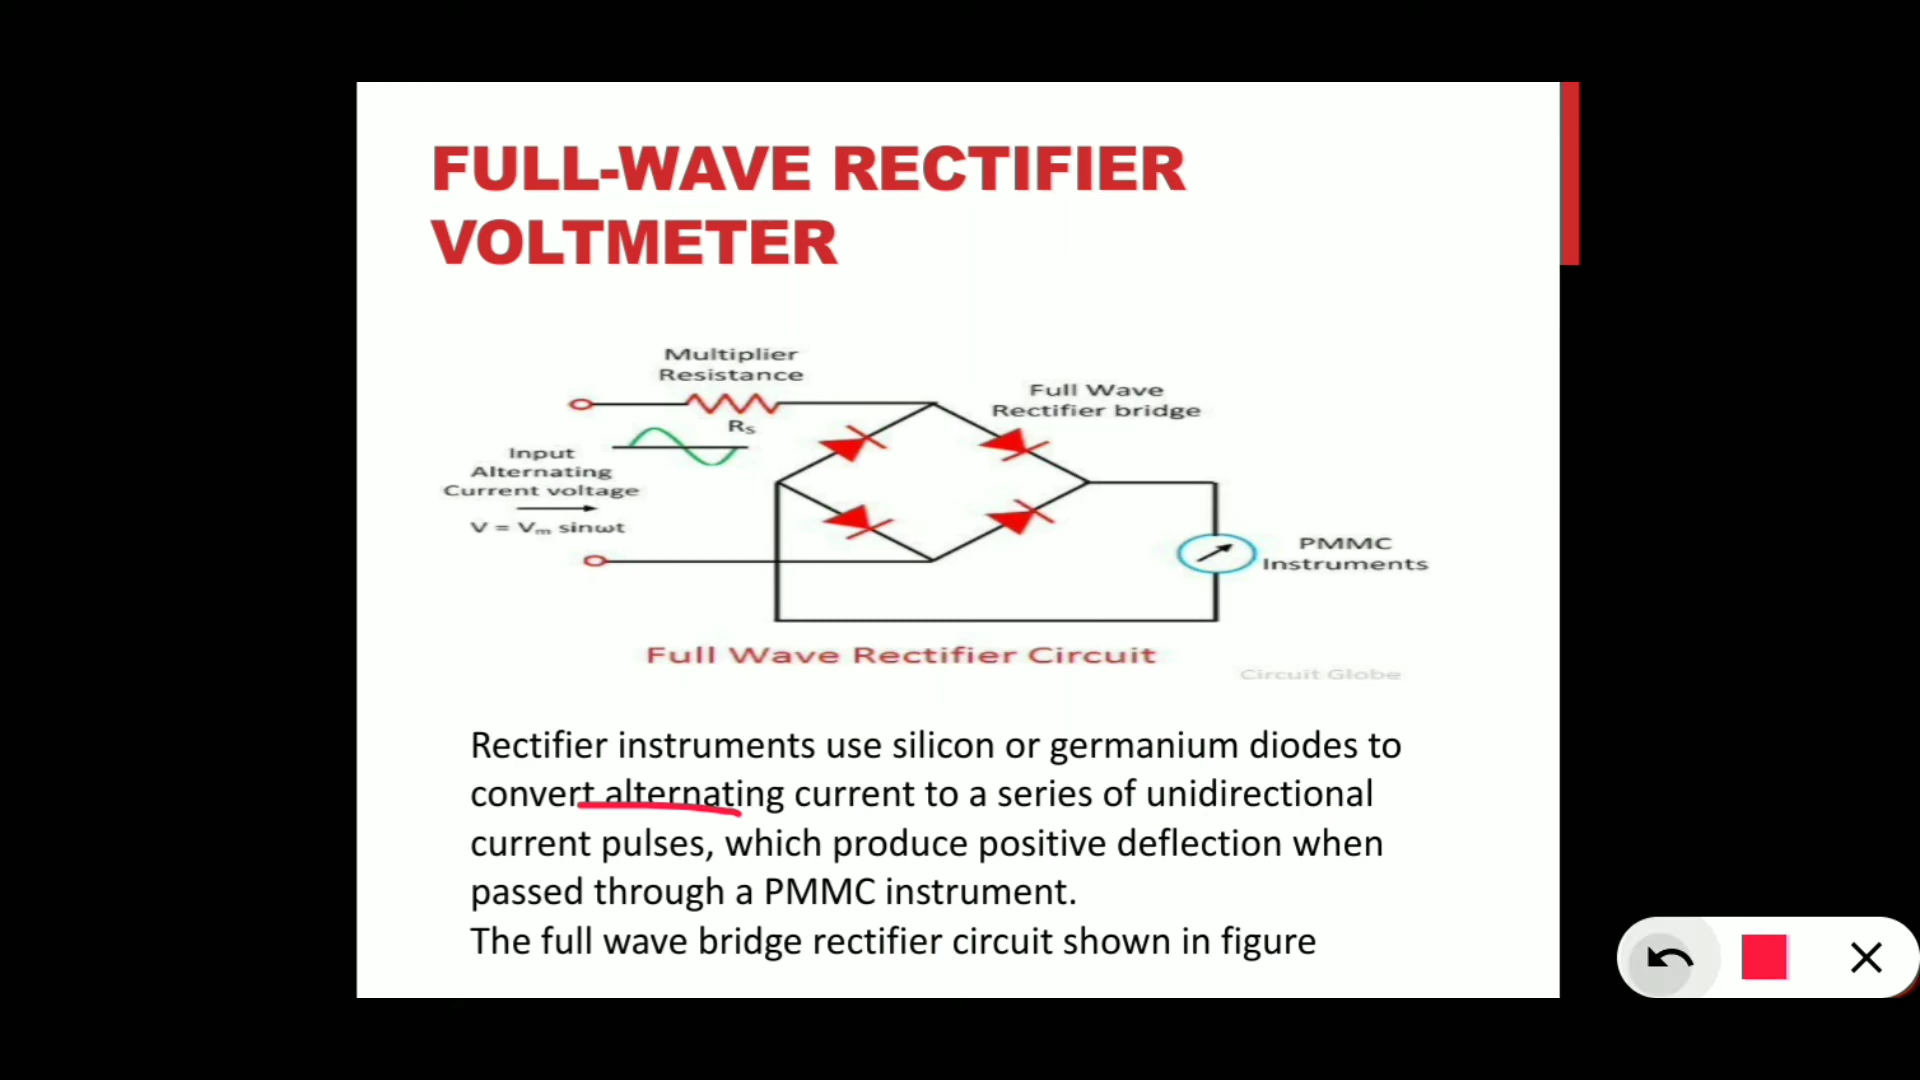 FULL-WAVE RECTIFIER
VOLTMETER
Multiplier
Resistance
Rs
Full Wave
Rectifier bridge
Input
Alternating
Current voltage
V = Vm sinωt
PMMC
Instruments
Full Wave Rectifier Circuit
Circuit Globe
Rectifier instruments use silicon or germanium diodes to
convert alternating current to a series of unidirectional
current pulses, which produce positive deflection when
passed through a PMMC instrument.
The full wave bridge rectifier circuit shown in figure